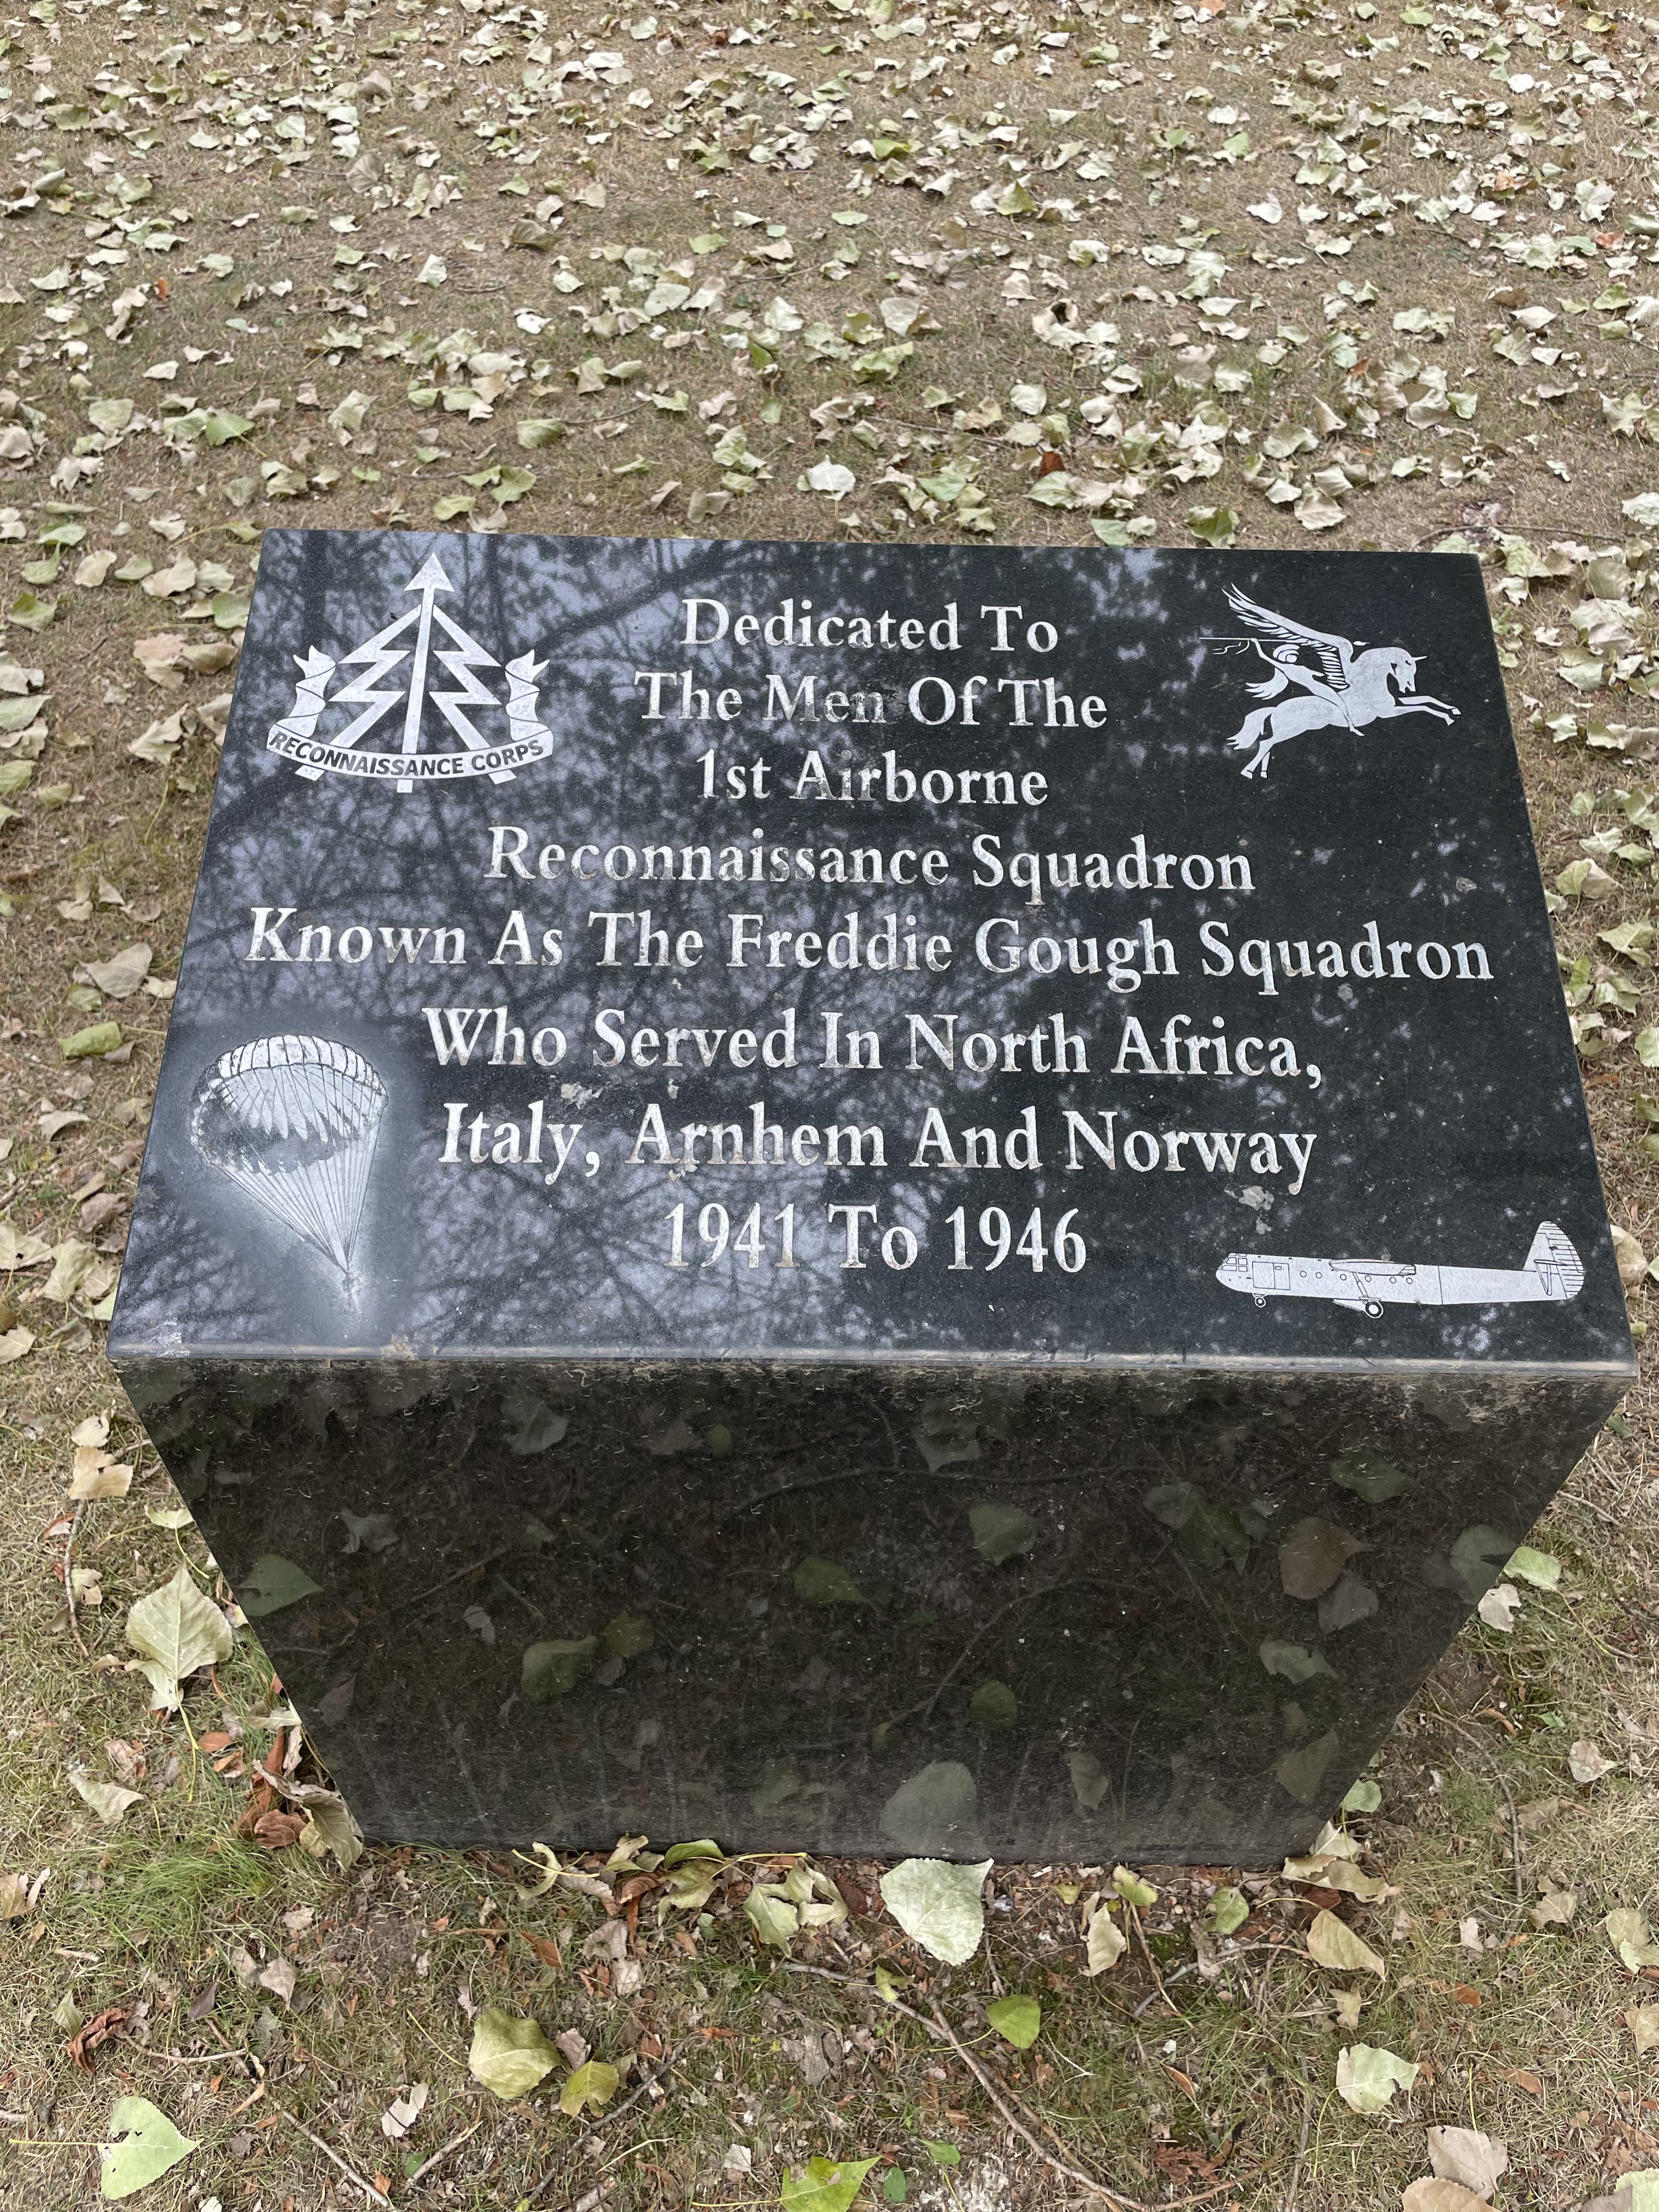 RECONNAISSANCE CORPS
Dedicated To
The Men Of The
1st Airborne
Reconnaissance Squadron
Known As The Freddie Gough Squadron
Who Served In North Africa,
Italy, Arnhem And Norway
1941 To 1946